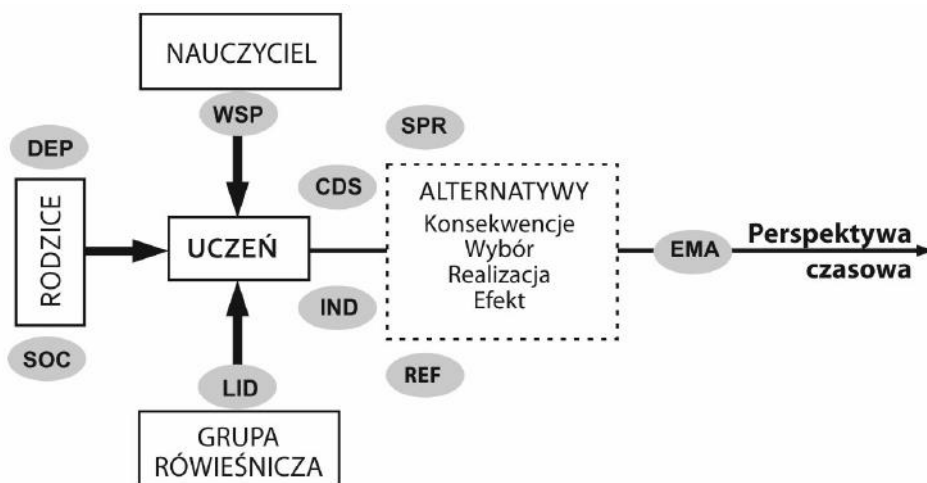 NAUCZYCIEL
WSP
SPR
DEP
CDS
RODZICE
UCZEŃ
ALTERNATYWY
Konsekwencje
Wybór
Realizacja
Efekt
EMA
Perspektywa
czasowa
IND
SOC
LID
REF
GRUPA
RÓWIEŚNICZA